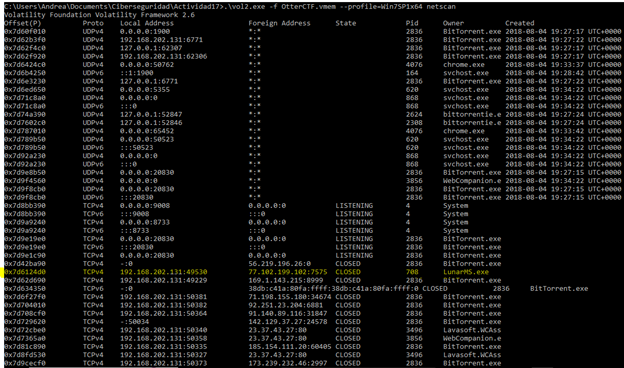 C:\Users\Andrea\Documents\Ciberseguridad\Actividad17>.\vol2.exe -f OtterCTF.vmem --profile=Win7SP1x64 netscan
Volatility Foundation Volatility Framework 2.6
Offset(P) Proto Local Address Foreign Address State Pid Owner Created
0x7d60f010 UDPv4 0.0.0.0:1900 *:* 2836 BitTorrent.exe 2018-08-04 19:27:17 UTC+0000
0x7d62b3f0 UDPv4 192.168.202.131:6771 *:* 2836 BitTorrent.exe 2018-08-04 19:27:22 UTC+0000
0x7d62f4c0 UDPv4 127.0.0.1:62307 *:* 2836 BitTorrent.exe 2018-08-04 19:27:17 UTC+0000
0x7d62f920 UDPv4 192.168.202.131:62306 *:* 2836 BitTorrent.exe 2018-08-04 19:27:17 UTC+0000
0x7d6424c0 UDPv4 0.0.0.0:50762 *:* 4076 chrome.exe 2018-08-04 19:33:37 UTC+0000
0x7d6b4250 UDPv6 ::1:1900 *:* 164 svchost.exe 2018-08-04 19:28:42 UTC+0000
0x7d6e3230 UDPv4 127.0.0.1:6771 *:* 2836 BitTorrent.exe 2018-08-04 19:27:22 UTC+0000
0x7d6ed650 UDPv4 0.0.0.0:5355 *:* 620 svchost.exe 2018-08-04 19:34:22 UTC+0000
0x7d71c8a0 UDPv4 0.0.0.0:0 *:* 868 svchost.exe 2018-08-04 19:34:22 UTC+0000
0x7d71c8a0 UDPv6 :::0 *:* 868 svchost.exe 2018-08-04 19:34:22 UTC+0000
0x7d74a390 UDPv4 127.0.0.1:52847 *:* 2624 bittorrentie.e 2018-08-04 19:27:24 UTC+0000
0x7d7602c0 UDPv4 127.0.0.1:52846 *:* 2308 bittorrentie.e 2018-08-04 19:27:24 UTC+0000
0x7d787010 UDPv4 0.0.0.0:65452 *:* 4076 chrome.exe 2018-08-04 19:33:42 UTC+0000
0x7d789b50 UDPv4 0.0.0.0:50523 *:* 620 svchost.exe 2018-08-04 19:34:22 UTC+0000
0x7d789b50 UDPv6 :::50523 *:* 620 svchost.exe 2018-08-04 19:34:22 UTC+0000
0x7d92a230 UDPv4 0.0.0.0:0 *:* 868 svchost.exe 2018-08-04 19:34:22 UTC+0000
0x7d92a230 UDPv6 :::0 *:* 868 svchost.exe 2018-08-04 19:34:22 UTC+0000
0x7d9e8b50 UDPv4 0.0.0.0:20830 *:* 2836 BitTorrent.exe 2018-08-04 19:27:15 UTC+0000
0x7d9f4560 UDPv4 0.0.0.0:0 *:* 3856 WebCompanion.e 2018-08-04 19:34:22 UTC+0000
0x7d9f8cb0 UDPv4 0.0.0.0:20830 *:* 2836 BitTorrent.exe 2018-08-04 19:27:15 UTC+0000
0x7d9f8cb0 UDPv6 :::20830 *:* 2836 BitTorrent.exe 2018-08-04 19:27:15 UTC+0000
0x7d8bb390 TCPv4 0.0.0.0:9008 0.0.0.0:0 LISTENING 4 System
0x7d8bb390 TCPv6 :::9008 :::0 LISTENING 4 System
0x7d9a9240 TCPv4 0.0.0.0:8733 0.0.0.0:0 LISTENING 4 System
0x7d9a9240 TCPv6 :::8733 :::0 LISTENING 4 System
0x7d9e19e0 TCPv4 0.0.0.0:20830 0.0.0.0:0 LISTENING 2836 BitTorrent.exe
0x7d9e19e0 TCPv6 :::20830 :::0 LISTENING 2836 BitTorrent.exe
0x7d9e1c90 TCPv4 0.0.0.0:20830 0.0.0.0:0 LISTENING 2836 BitTorrent.exe
0x7d42ba90 TCPv4 -:0 56.219.196.26:0 CLOSED 2836 BitTorrent.exe
0x7d6124d0 TCPv4 192.168.202.131:49530 77.102.199.102:7575 CLOSED 708 LunarMS.exe
0x7d62d690 TCPv4 192.168.202.131:49229 169.1.143.215:8999 CLOSED 2836 BitTorrent.exe
0x7d634350 TCPv6 -:0 38db:c41a:80fa:ffff:38db:c41a:80fa:ffff:0 CLOSED 2836 BitTorrent.exe
0x7d6f27f0 TCPv4 192.168.202.131:50381 71.198.155.180:34674 CLOSED 2836 BitTorrent.exe
0x7d704010 TCPv4 192.168.202.131:50382 92.251.23.204:6881 CLOSED 2836 BitTorrent.exe
0x7d708cf0 TCPv4 192.168.202.131:50364 91.140.89.116:31847 CLOSED 2836 BitTorrent.exe
0x7d729620 TCPv4 -:50034 142.129.37.27:24578 CLOSED 2836 BitTorrent.exe
0x7d72cbe0 TCPv4 192.168.202.131:50340 23.37.43.27:80 CLOSED 3496 Lavasoft.WCAss
0x7d7365a0 TCPv4 192.168.202.131:50358 23.37.43.27:80 CLOSED 3856 WebCompanion.e
0x7d81c890 TCPv4 192.168.202.131:50335 185.154.111.20:60405 CLOSED 2836 BitTorrent.exe
0x7d8fd530 TCPv4 192.168.202.131:50327 23.37.43.27:80 CLOSED 3496 Lavasoft.WCAss
0x7d9cecf0 TCPv4 192.168.202.131:50373 173.239.232.46:2997 CLOSED 2836 BitTorrent.exe